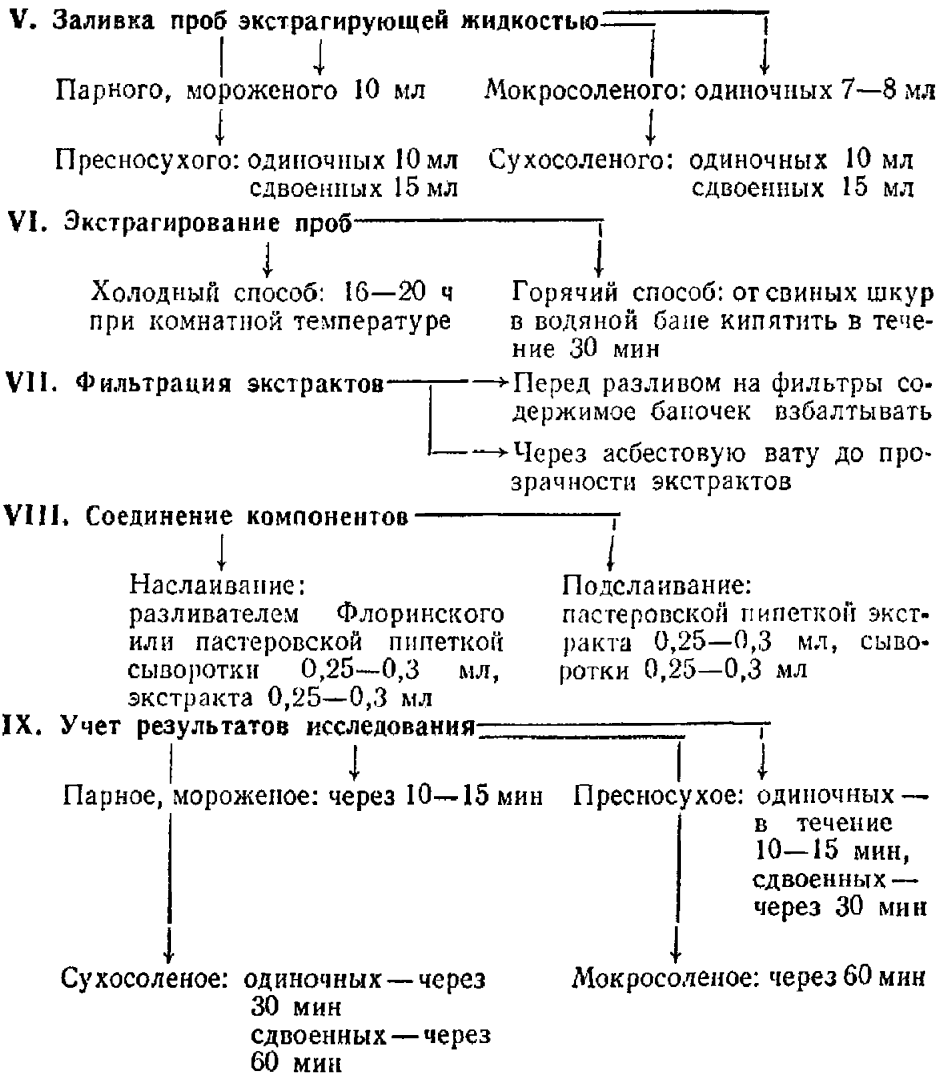 V. Заливка проб экстрагирующей жидкостью
Парного, мороженого 10 мл
Мокросоленого: одиночных 7—8 мл
Пресносухого: одиночных 10 мл
сдвоенных 15 мл
Сухосоленого: одиночных 10 мл
сдвоенных 15 мл
VI. Экстрагирование проб
Холодный способ: 16—20 ч
при комнатной температуре
Горячий способ: от свиных шкур
в водяной бане кипятить в тече-
ние 30 мин
VII. Фильтрация экстрактов
Перед разливом на фильтры со-
держимое баночек взбалтывать
Через асбестовую вату до про-
зрачности экстрактов
VIII. Соединение компонентов
Наслаивание:
разливателем Флоринского
или пастеровской пипеткой
сыворотки 0,25—0,3 мл,
экстракта 0,25—0,3 мл
Подслаивание:
пастеровской пипеткой экст-
ракта 0,25—0,3 мл, сыво-
ротки 0,25—0,3 мл
IX. Учет результатов исследования
Парное, мороженое: через 10—15 мин
Пресносухое: одиночных —
в течение
10—15 мин,
сдвоенных —
через 30 мин
Сухосоленое: одиночных — через
30 мин
сдвоенных — через
60 мин
Мокросоленое: через 60 мин